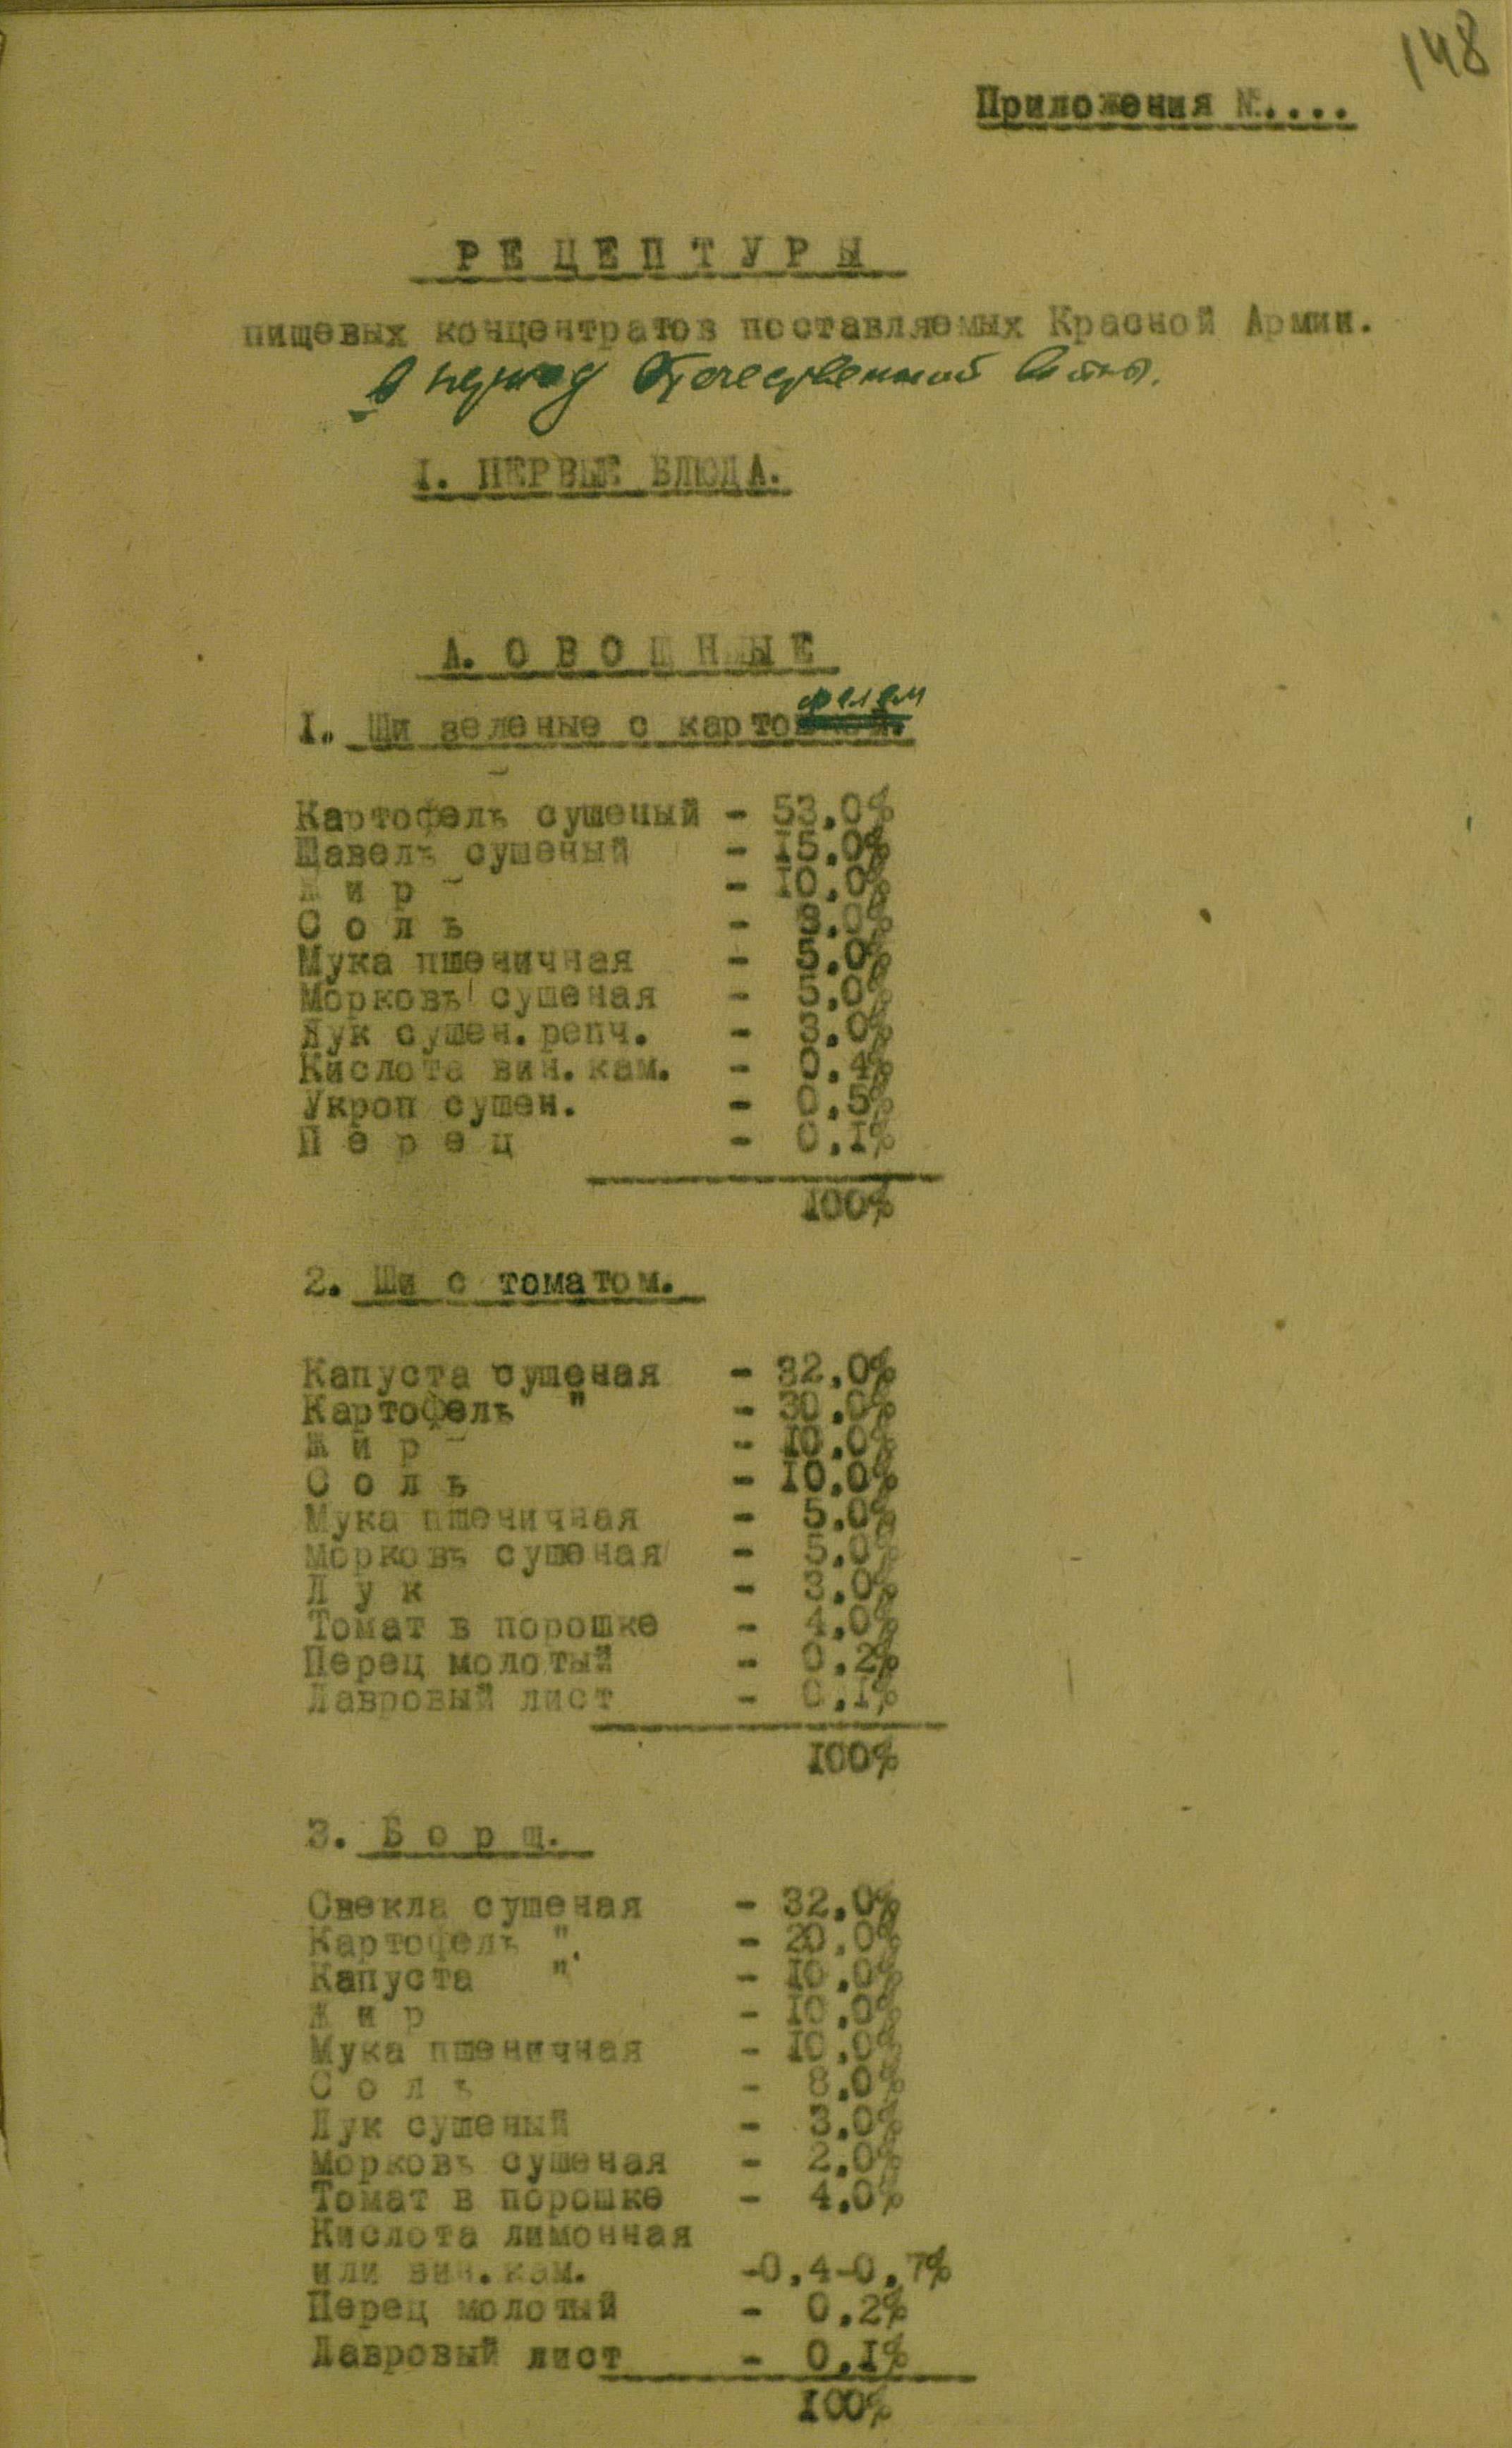 148
Приложения №....
РЕЦЕПТУРЫ
пищевых концентратов поставляемых Красной Армии.
в период Отечественной войны.
I. ПЕРВЫЕ БЛЮДА.
А. ОВОЩНЫЕ
фелем
I. Щи зеленые с карто
Картофель сушеный - 53.0%
Щавель сушеный - 15.0%
Жир - 10.0%
Соль - 8.0%
Мука пшеничная - 5.0%
Морковь сушеная - 5.0%
Лук сушен. репч. - 3.0%
Кислота вин. кам. - 0.4%
Укроп сушен. - 0.5%
Перец - 0.1%
100%
2. Щи с томатом.
Капуста сушеная - 32.0%
Картофель " - 30.0%
Жир - 10.0%
Соль - 10.0%
Мука пшеничная - 5.0%
Морковь сушеная - 5.0%
Лук - 3.0%
Томат в порошке - 4.0%
Перец молотый - 0.2%
Лавровый лист - 0.1%
100%
3. Борщ.
Свекла сушеная - 32.0%
Картофель " - 20.0%
Капуста " - 10.0%
Жир - 10.0%
Мука пшеничная - 10.0%
Соль - 8.0%
Лук сушеный - 3.0%
Морковь сушеная - 2.0%
Томат в порошке - 4.0%
Кислота лимонная
или вин. кам. -0.4-0.7%
Перец молотый - 0.2%
Лавровый лист - 0.1%
100%